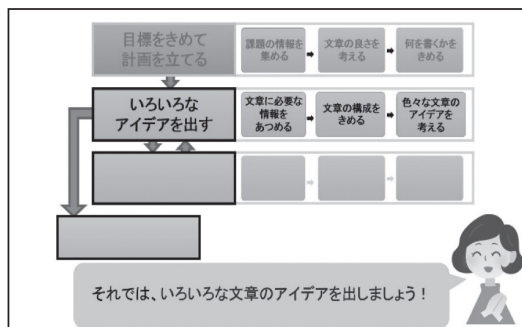 目標をきめて
計画を立てる
課題の情報を
集める
文章の良さを
考える
何を書くかを
きめる
いろいろな
アイデアを出す
文章に必要な
情報を
あつめる
文章の構成を
きめる
色々な文章の
アイデアを
考える
それでは、いろいろな文章のアイデアを出しましょう！